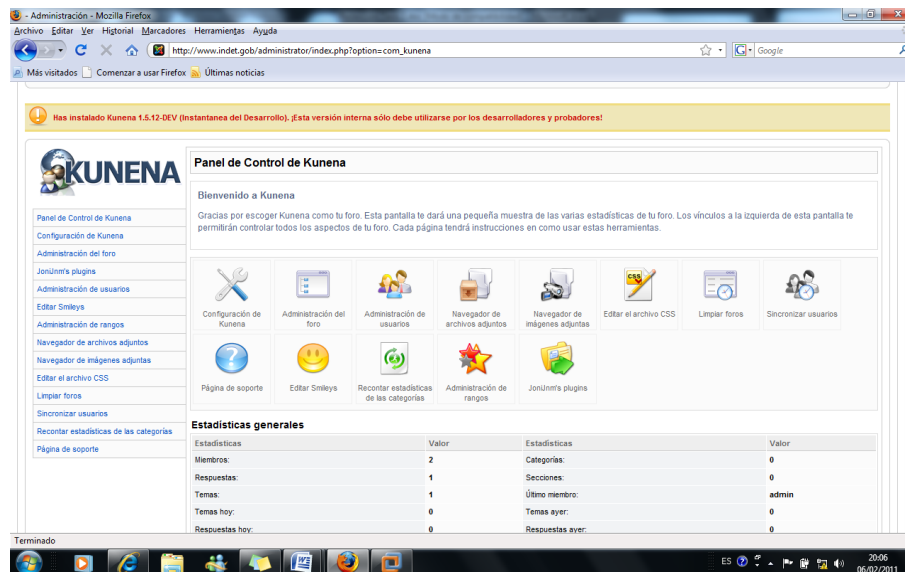 - Administración - Mozilla Firefox
Archivo Editar Ver Historial Marcadores Herramientas Ayuda
http://www.indet.gob/administrator/index.php?option=com_kunena
Google
Más visitados Comenzar a usar Firefox Últimas noticias
Has instalado Kunena 1.5.12-DEV (Instantanea del Desarrollo). ¡Esta versión interna sólo debe utilizarse por los desarrolladores y probadores!
KUNENA
Panel de Control de Kunena
Bienvenido a Kunena
Gracias por escoger Kunena como tu foro. Esta pantalla te dará una pequeña muestra de las varias estadísticas de tu foro. Los vínculos a la izquierda de esta pantalla te
permitirán controlar todos los aspectos de tu foro. Cada página tendrá instrucciones en como usar estas herramientas.
Panel de Control de Kunena
Configuración de Kunena
Administración del foro
JoniJnm's plugins
Administración de usuarios
Editar Smileys
Administración de rangos
Navegador de archivos adjuntos
Navegador de imágenes adjuntas
Editar el archivo CSS
Limpiar foros
Sincronizar usuarios
Recontar estadísticas de las categorías
Página de soporte
CSS
Configuración de Kunena
Administración del foro
Administración de usuarios
Navegador de archivos adjuntos
Navegador de imágenes adjuntas
Editar el archivo CSS
Limpiar foros
Sincronizar usuarios
Página de soporte
Editar Smileys
Recontar estadísticas de las categorías
Administración de rangos
JoniJnm's plugins
Estadísticas generales
Estadísticas Valor Estadísticas Valor
Miembros: 2 Categorías: 0
Respuestas: 1 Secciones: 0
Temas: 1 Último miembro: admin
Temas hoy: 0 Temas ayer: 0
Respuestas hoy: 0 Respuestas ayer: 0
Terminado
ES
20:06
06/02/2011